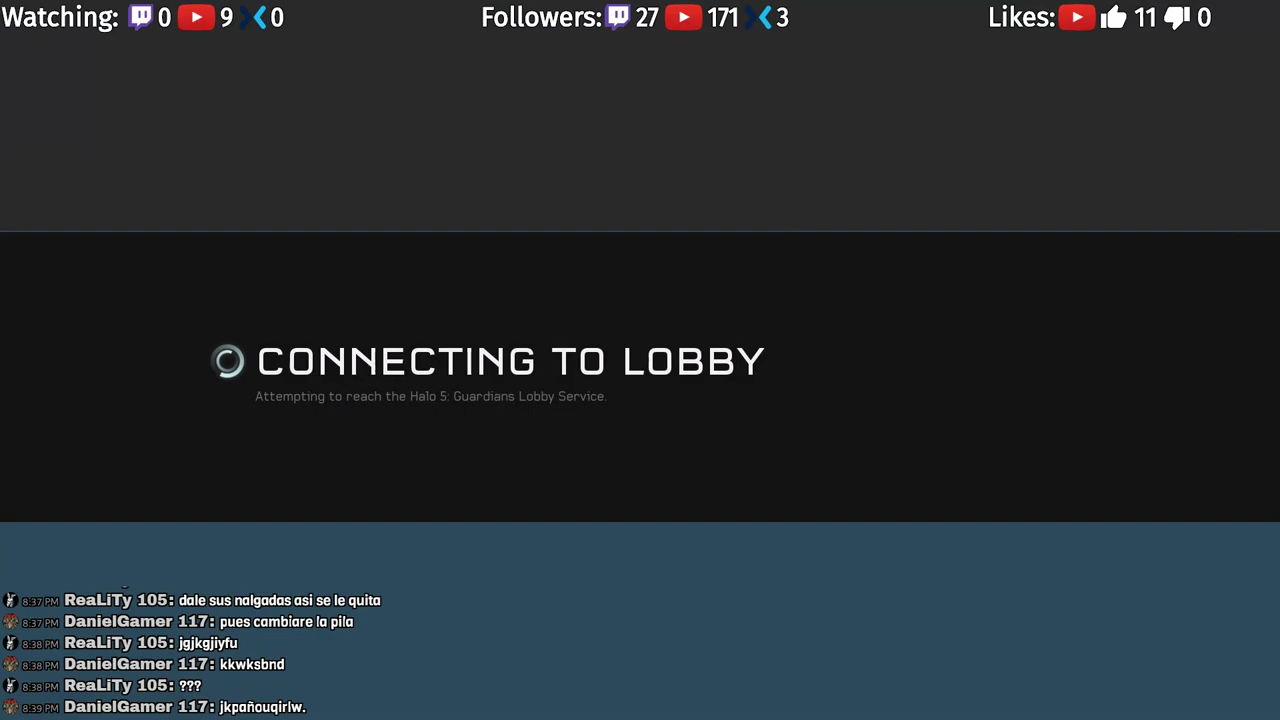 Watching: 0 9 0 Followers: 27 171 3 Likes: 11 0
CONNECTING TO LOBBY
Attempting to reach the Halo 5: Guardians Lobby Service.
8:37 PM ReaLiTy 105: dale sus nalgadas asi se le quita
8:37 PM DanielGamer 117: pues cambiare la pila
8:38 PM ReaLiTy 105: jgjkgjiyfu
8:38 PM DanielGamer 117: kkwksbnd
8:38 PM ReaLiTy 105: ???
8:39 PM DanielGamer 117: jkpañouqirlw.